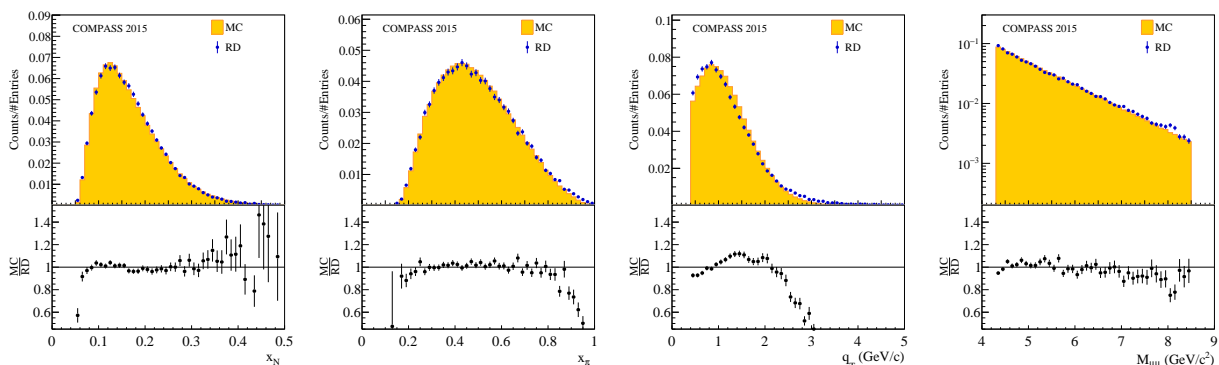 Counts/#Entries
0.09
0.08
0.07
0.06
0.05
0.04
0.03
0.02
0.01
COMPASS 2015
MC
RD
MC/RD
1.4
1.2
1
0.8
0.6
0
0.1
0.2
0.3
0.4
0.5
x_N
Counts/#Entries
0.06
0.05
0.04
0.03
0.02
0.01
COMPASS 2015
MC
RD
MC/RD
1.4
1.2
1
0.8
0.6
0
0.2
0.4
0.6
0.8
1
x_π
Counts/#Entries
0.1
0.08
0.06
0.04
0.02
COMPASS 2015
MC
RD
MC/RD
1.4
1.2
1
0.8
0.6
0
1
2
3
4
5
(GeV/c)
Counts/#Entries
10⁻¹
10⁻²
10⁻³
COMPASS 2015
MC
RD
MC/RD
1.4
1.2
1
0.8
0.6
4
5
6
7
8
9
M_μμ (GeV/c²)